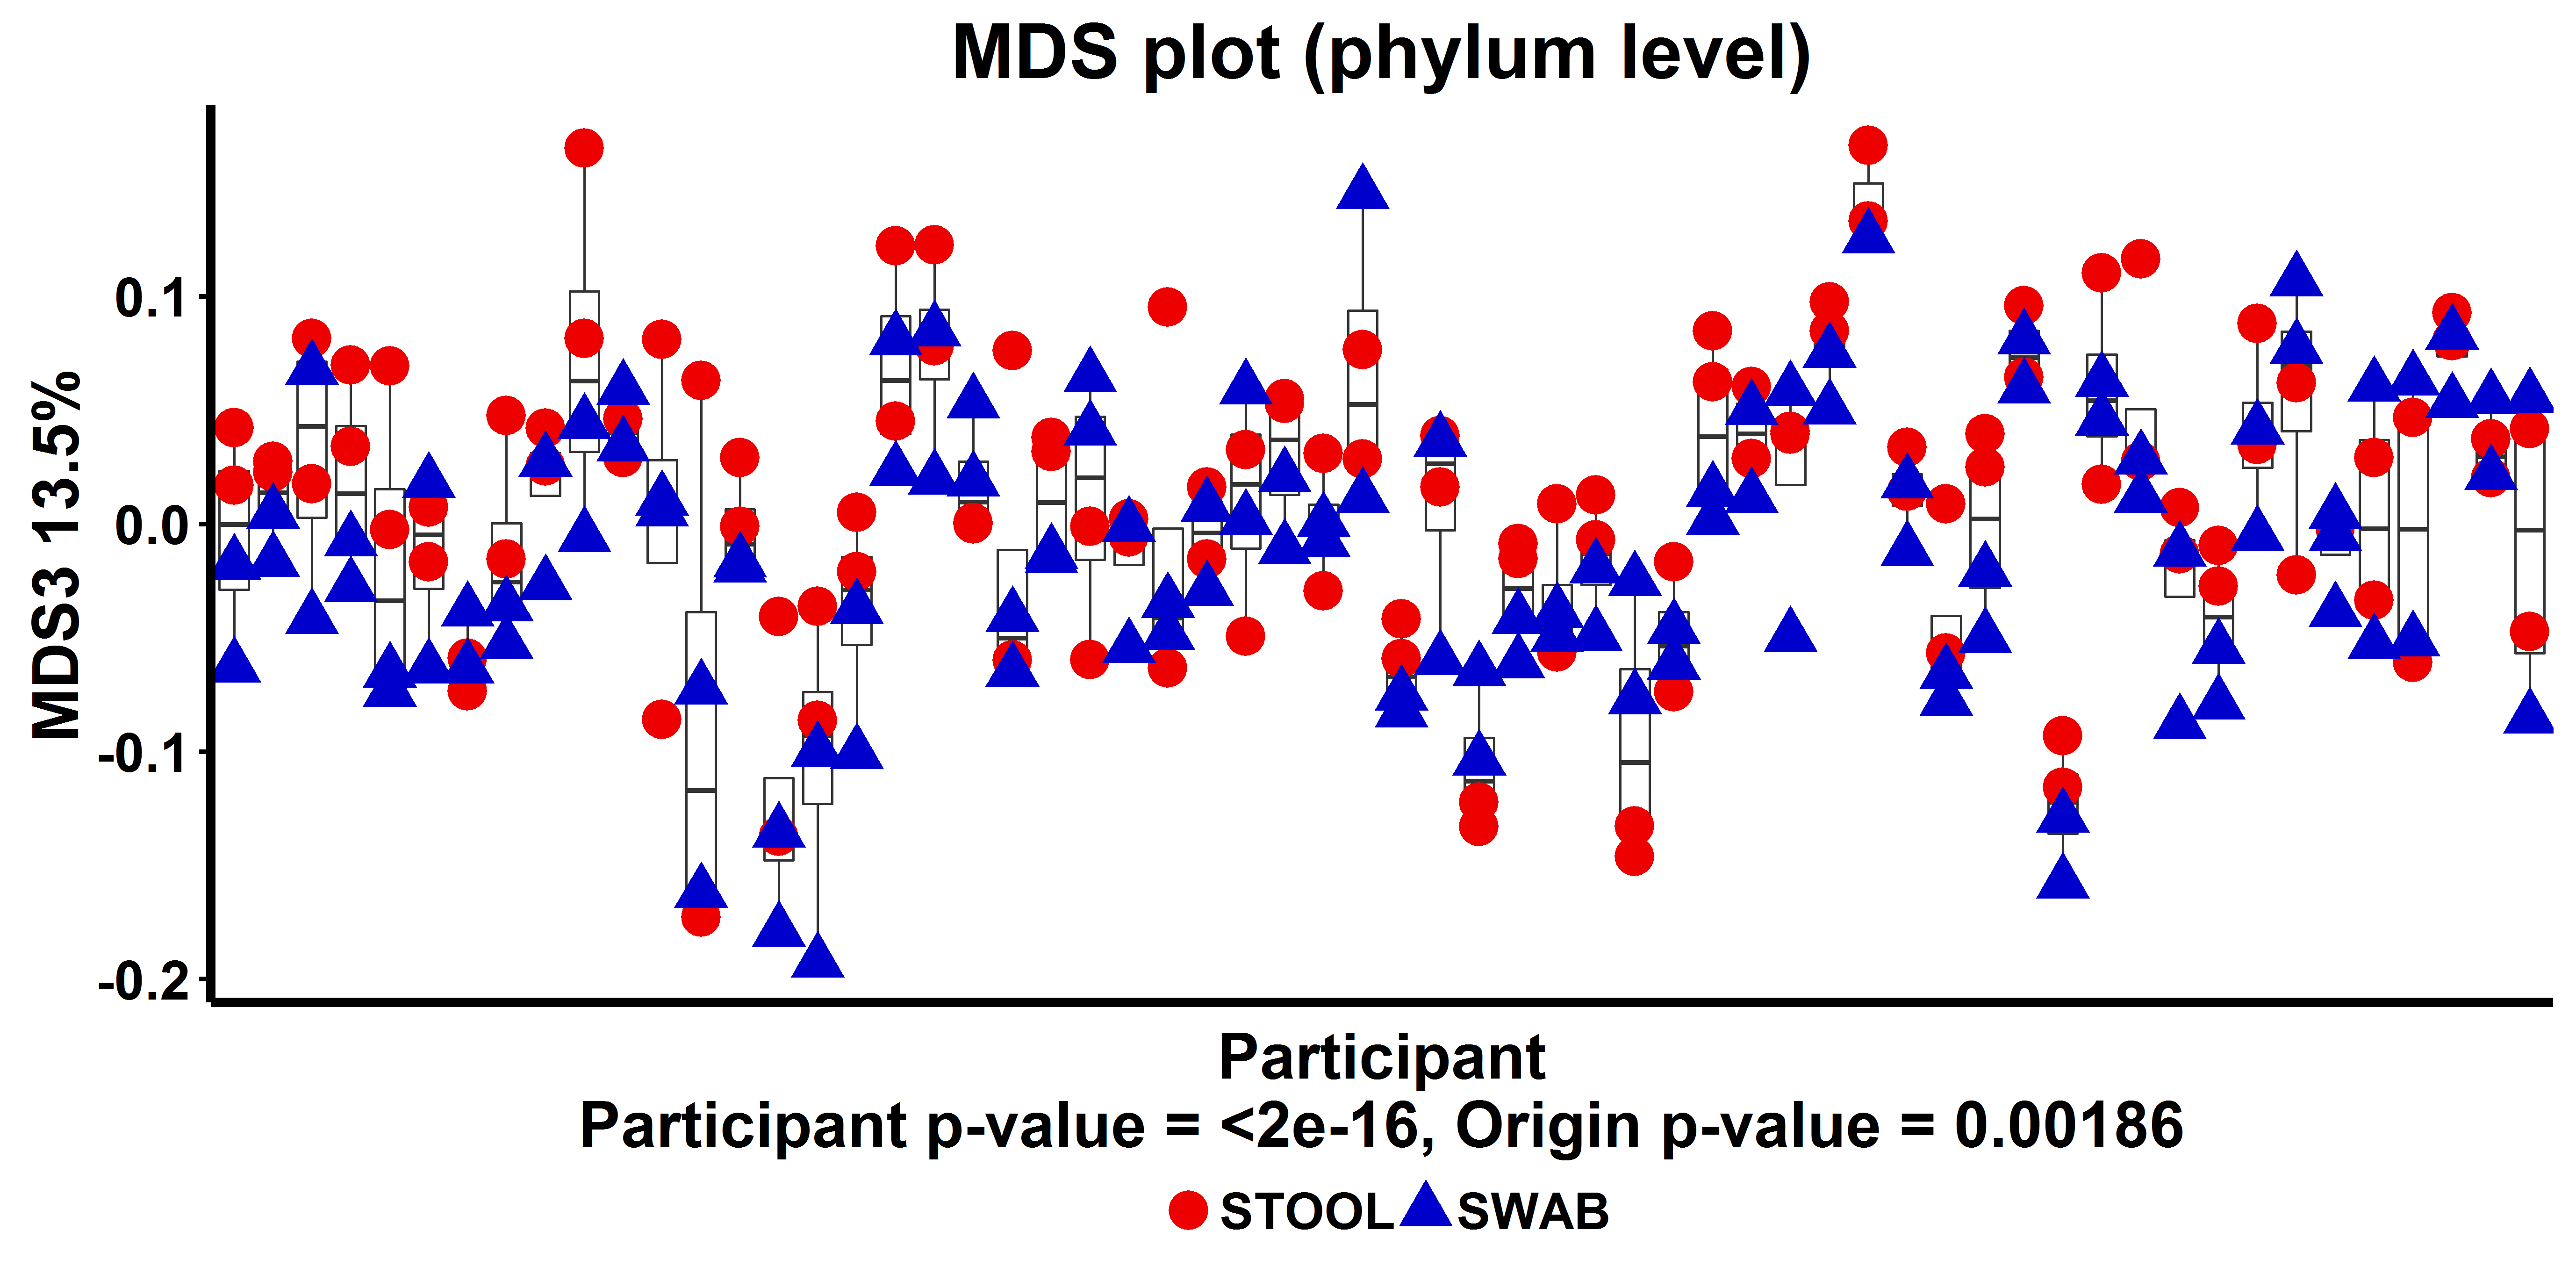 MDS plot (phylum level)
MDS3 13.5%
0.1
0.0
-0.1
-0.2
Participant
Participant p-value = <2e-16, Origin p-value = 0.00186
STOOL SWAB